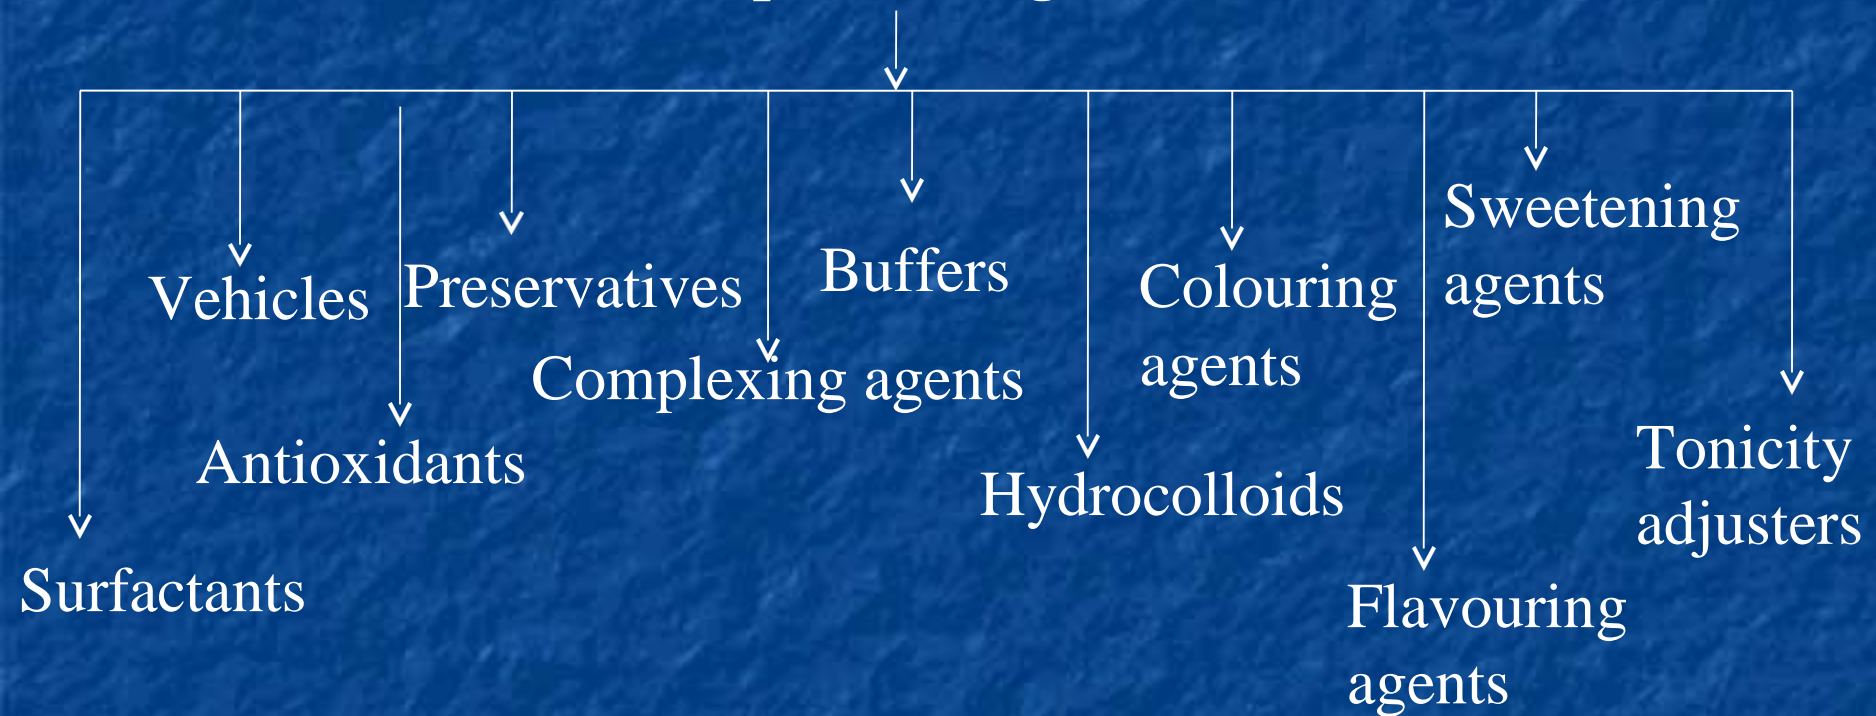 Sweetening
agents
Vehicles
Preservatives
Buffers
Colouring
agents
Complexing agents
Antioxidants
Hydrocolloids
Tonicity
adjusters
Surfactants
Flavouring
agents